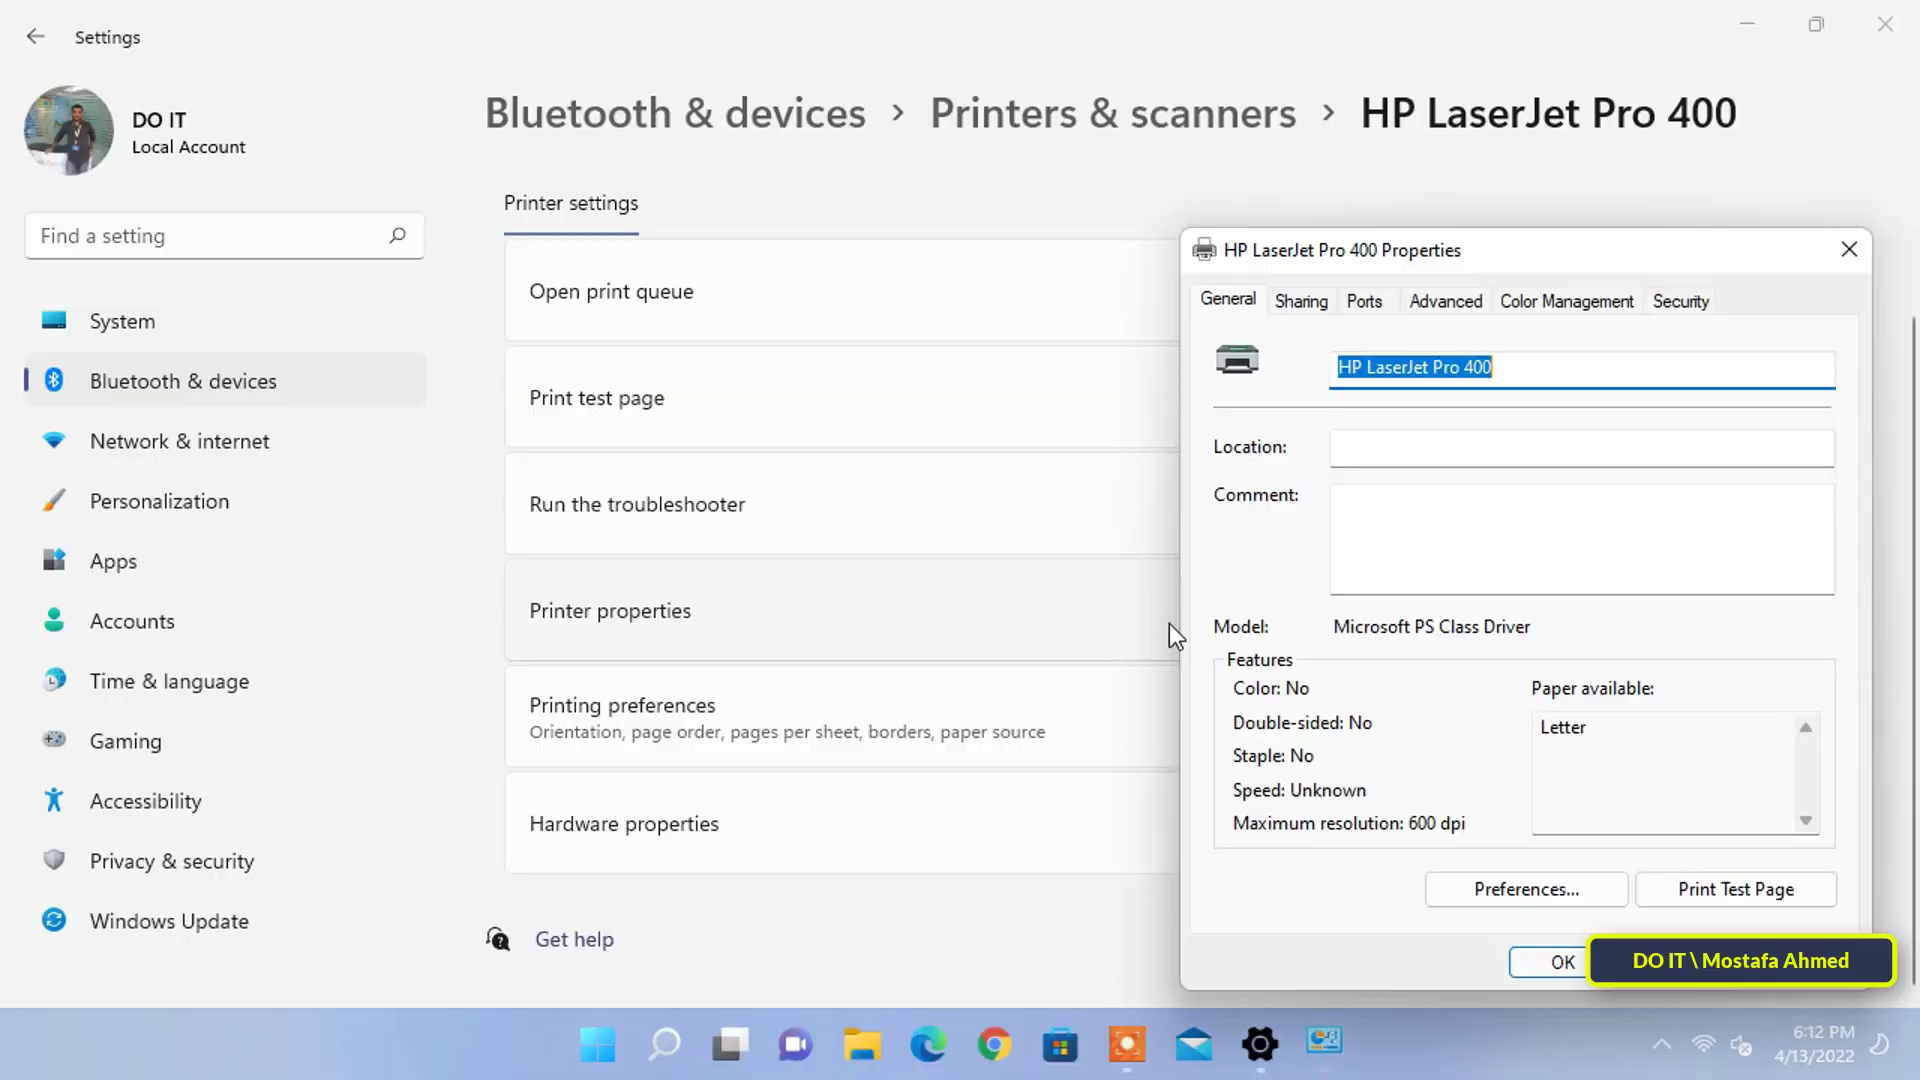 Settings
DO IT
Local Account
Find a setting
System
Bluetooth & devices
Network & internet
Personalization
Apps
Accounts
Time & language
Gaming
Accessibility
Privacy & security
Windows Update
Bluetooth & devices > Printers & scanners > HP LaserJet Pro 400
Printer settings
Open print queue
Print test page
Run the troubleshooter
Printer properties
Printing preferences
Orientation, page order, pages per sheet, borders, paper source
Hardware properties
Get help
HP LaserJet Pro 400 Properties
General Sharing Ports Advanced Color Management Security
HP LaserJet Pro 400
Location:
Comment:
Model: Microsoft PS Class Driver
Features
Color: No
Double-sided: No
Staple: No
Speed: Unknown
Maximum resolution: 600 dpi
Paper available:
Letter
Preferences... Print Test Page
OK
DO IT \ Mostafa Ahmed
6:12 PM
4/13/2022